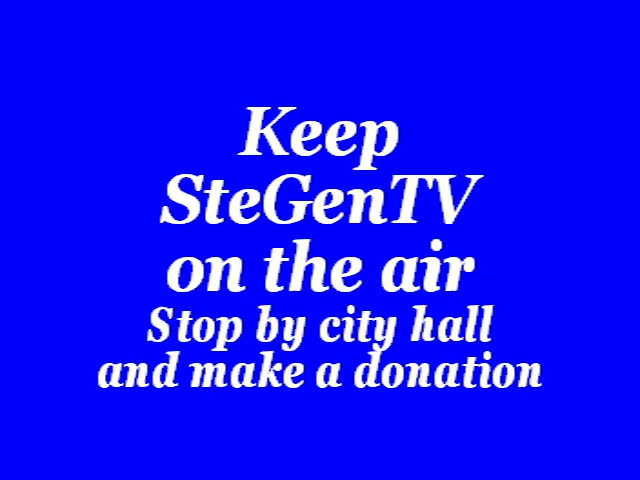 Keep
SteGenTV
on the air
Stop by city hall
and make a donation